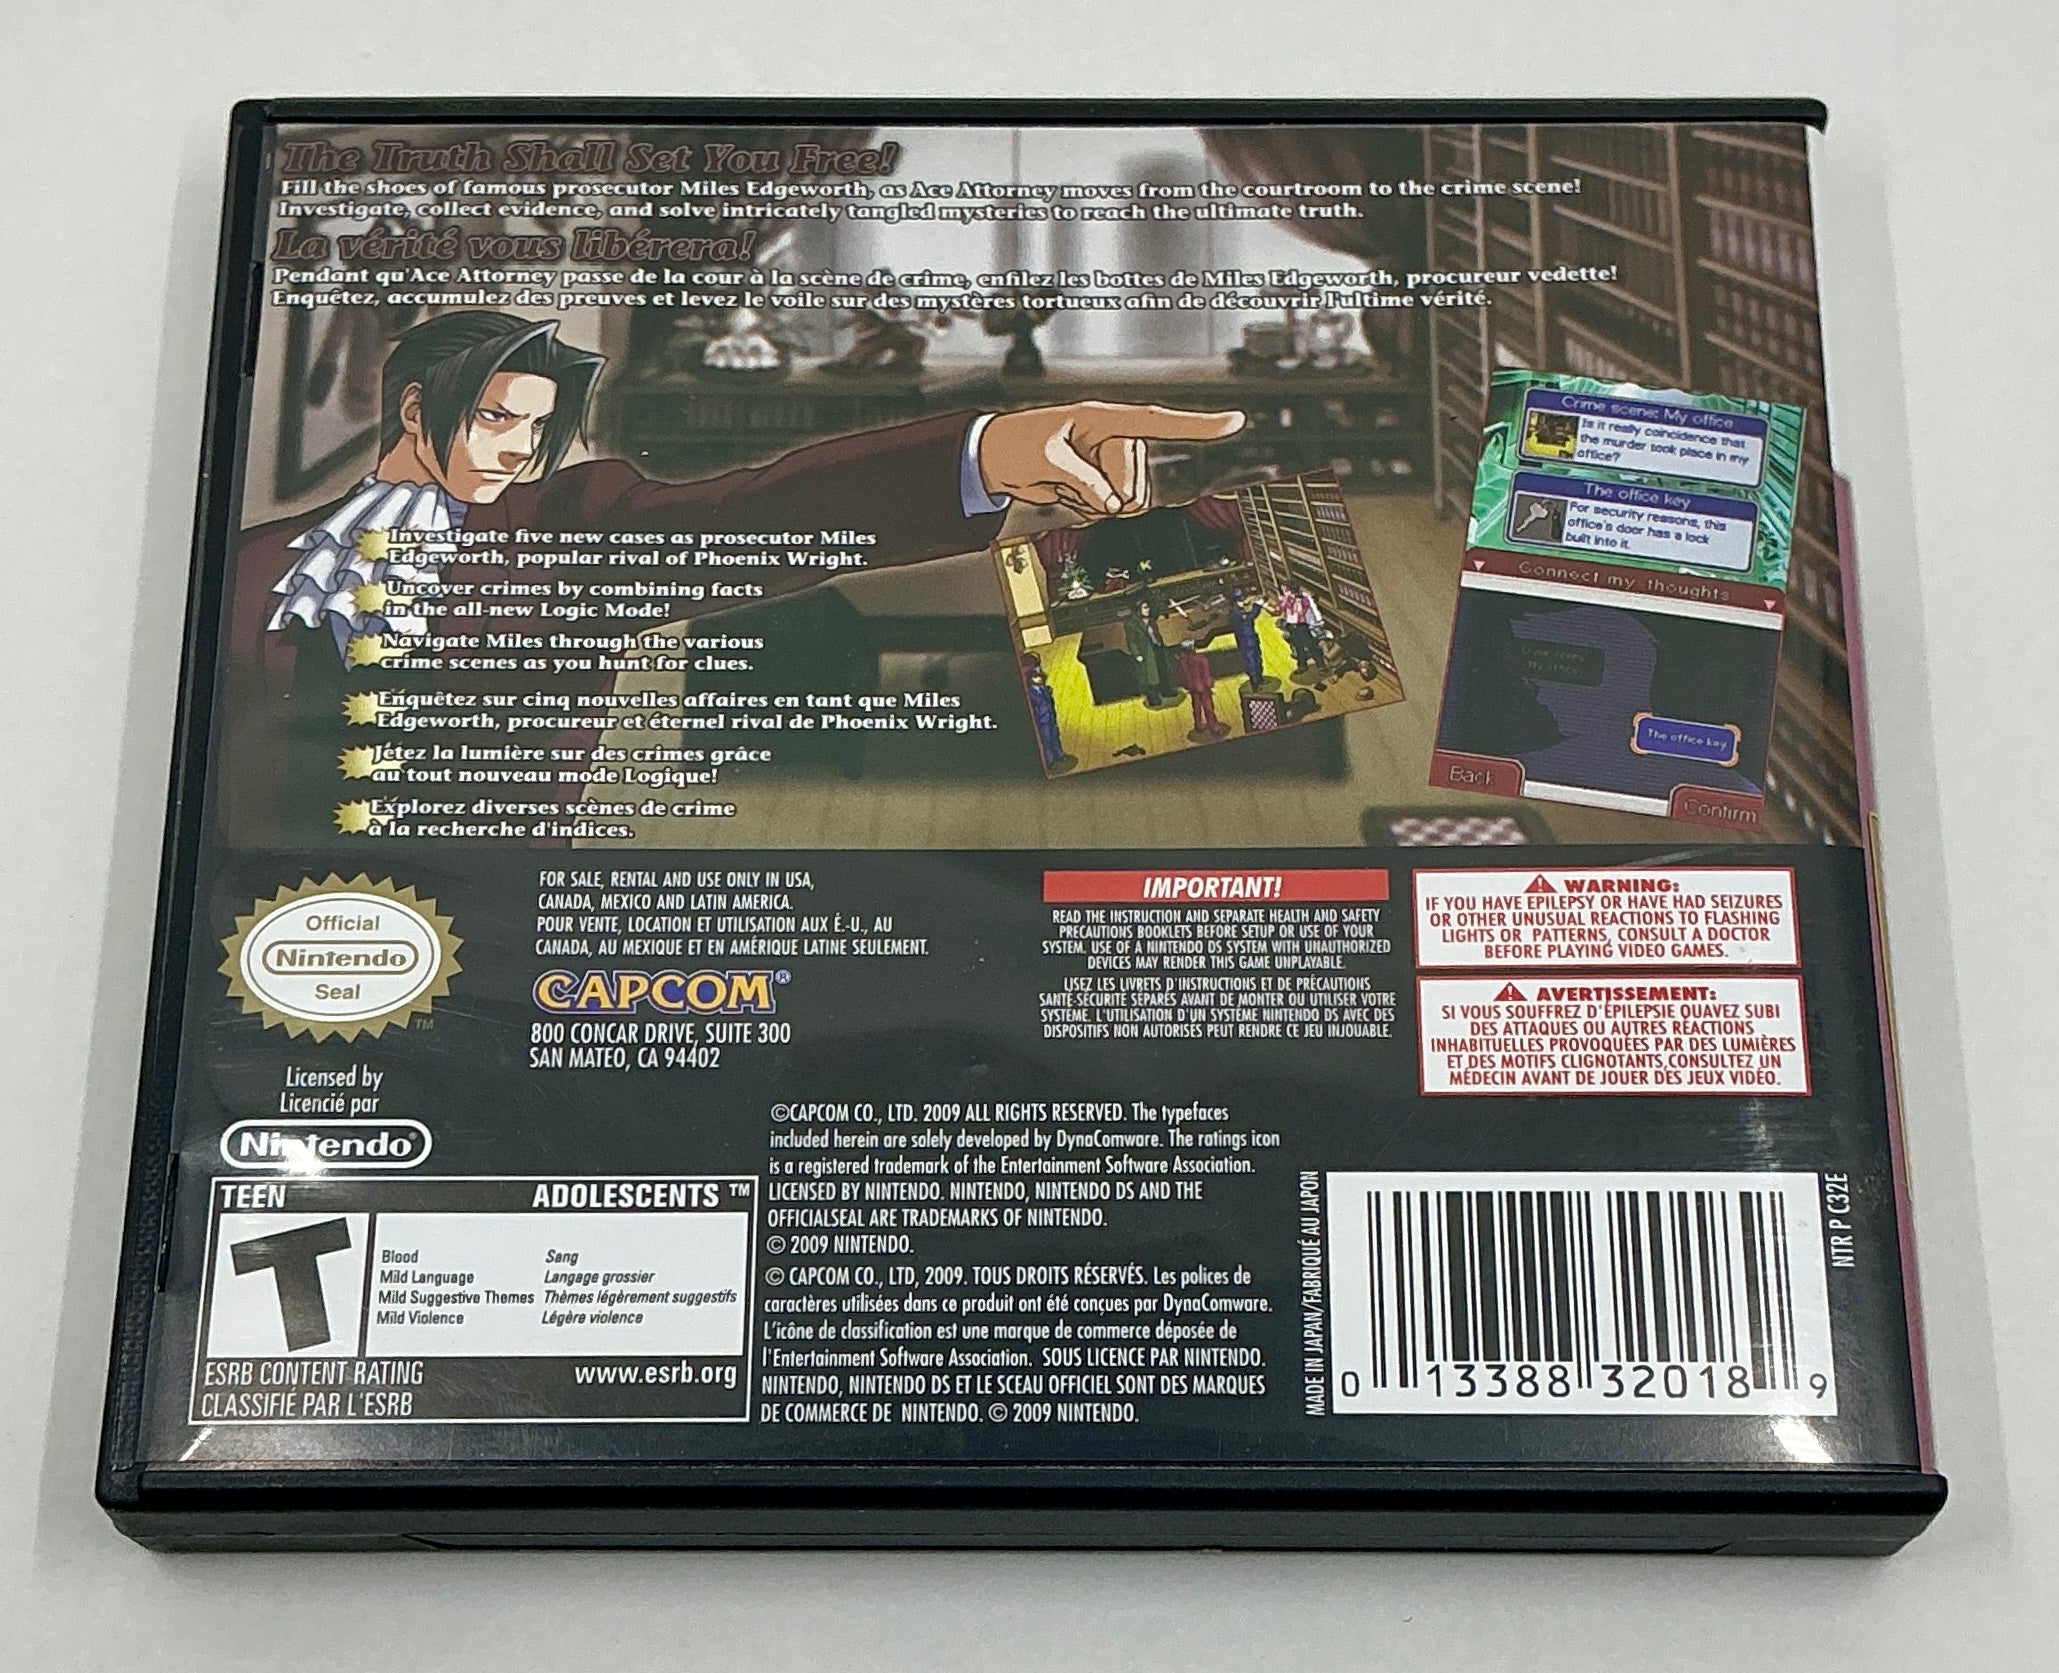 The Truth Shall Set You Free!
Fill the shoes of famous prosecutor Miles Edgeworth, as Ace Attorney moves from the courtroom to the crime scene!
Investigate, collect evidence, and solve intricately tangled mysteries to reach the ultimate truth.
La vérité vous libérera!
Pendant qu'Ace Attorney passe de la cour à la scène de crime, enfilez les bottes de Miles Edgeworth, procureur vedette!
Enquêtez, accumulez des preuves et levez le voile sur des mystères tortueux afin de découvrir l'ultime vérité.
Investigate five new cases as prosecutor Miles
Edgeworth, popular rival of Phoenix Wright.
Uncover crimes by combining facts
in the all-new Logic Mode!
Navigate Miles through the various
crime scenes as you hunt for clues.
Enquêtez sur cinq nouvelles affaires en tant que Miles
Edgeworth, procureur et éternel rival de Phoenix Wright.
Jetez la lumière sur des crimes grâce
au tout nouveau mode Logique!
Explorez diverses scènes de crime
à la recherche d'indices.
Crime scene: My office
Is it really coincidence that
the murder took place in my
office?
The office key
For security reasons, this
office's door has a lock
built into it.
Connect my thoughts
Crime scene:
My office
The office key
Back
Confirm
Official
Nintendo
Seal
TM
Licensed by
Licencié par
Nintendo®
FOR SALE, RENTAL AND USE ONLY IN USA,
CANADA, MEXICO AND LATIN AMERICA.
POUR VENTE, LOCATION ET UTILISATION AUX É.-U., AU
CANADA, AU MEXIQUE ET EN AMÉRIQUE LATINE SEULEMENT.
CAPCOM®
800 CONCAR DRIVE, SUITE 300
SAN MATEO, CA 94402
IMPORTANT!
READ THE INSTRUCTION AND SEPARATE HEALTH AND SAFETY
PRECAUTIONS BOOKLETS BEFORE SETUP OR USE OF YOUR
SYSTEM. USE OF A NINTENDO DS SYSTEM WITH UNAUTHORIZED
DEVICES MAY RENDER THIS GAME UNPLAYABLE.
LISEZ LES LIVRETS D'INSTRUCTIONS ET DE PRÉCAUTIONS
SANTÉ-SÉCURITÉ SÉPARÉS AVANT DE MONTER OU UTILISER VOTRE
SYSTÈME. L'UTILISATION D'UN SYSTÈME NINTENDO DS AVEC DES
DISPOSITIFS NON AUTORISÉS PEUT RENDRE CE JEU INJOUABLE.
WARNING:
IF YOU HAVE EPILEPSY OR HAVE HAD SEIZURES
OR OTHER UNUSUAL REACTIONS TO FLASHING
LIGHTS OR PATTERNS, CONSULT A DOCTOR
BEFORE PLAYING VIDEO GAMES.
AVERTISSEMENT:
SI VOUS SOUFFREZ D'ÉPILEPSIE OUAVEZ SUBI
DES ATTAQUES OU AUTRES RÉACTIONS
INHABITUELLES PROVOQUÉES PAR DES LUMIÈRES
ET DES MOTIFS CLIGNOTANTS,CONSULTEZ UN
MÉDECIN AVANT DE JOUER DES JEUX VIDÉO.
©CAPCOM CO., LTD. 2009 ALL RIGHTS RESERVED. The typefaces
included herein are solely developed by DynaComware. The ratings icon
is a registered trademark of the Entertainment Software Association.
LICENSED BY NINTENDO. NINTENDO, NINTENDO DS AND THE
OFFICIALSEAL ARE TRADEMARKS OF NINTENDO.
© 2009 NINTENDO.
© CAPCOM CO., LTD, 2009. TOUS DROITS RÉSERVÉS. Les polices de
caractères utilisées dans ce produit ont été conçues par DynaComware.
L'icône de classification est une marque de commerce déposée de
l'Entertainment Software Association. SOUS LICENCE PAR NINTENDO.
NINTENDO, NINTENDO DS ET LE SCEAU OFFICIEL SONT DES MARQUES
DE COMMERCE DE NINTENDO. © 2009 NINTENDO.
TEEN
ADOLESCENTS ™
T
Blood Sang
Mild Language Langage grossier
Mild Suggestive Themes Thèmes légèrement suggestifs
Mild Violence Légère violence
ESRB CONTENT RATING www.esrb.org
CLASSIFIÉ PAR L'ESRB
MADE IN JAPAN/FABRIQUÉ AU JAPON
0 13388 32018 9
NTR P C32E